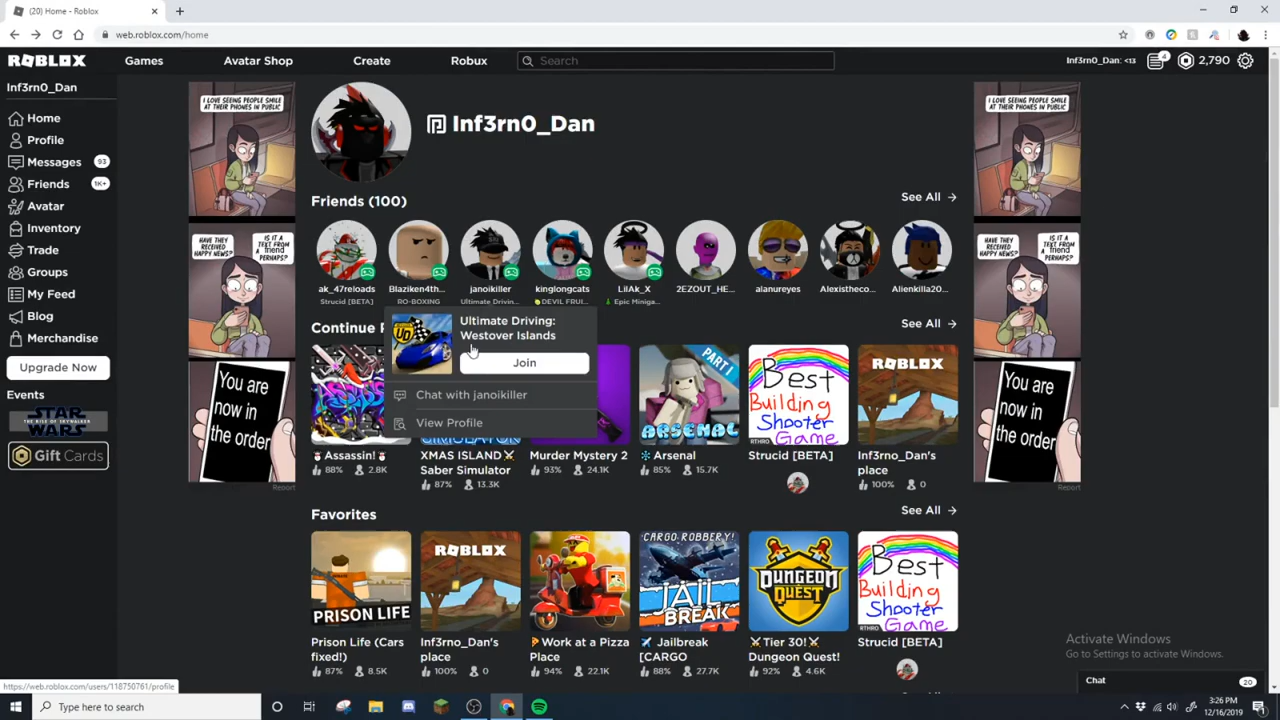 (20) Home - Roblox
web.roblox.com/home
ROBLOX
Games
Avatar Shop
Create
Robux
Search
Inf3rn0_Dan: <13
4
2,790
Inf3rn0_Dan
Home
Profile
Messages
93
Friends
1K+
Avatar
Inventory
Trade
Groups
My Feed
Blog
Merchandise
Upgrade Now
Events
STAR
WARS
Gift Cards
I LOVE SEEING PEOPLE SMILE
AT THEIR PHONES IN PUBLIC
HAVE THEY
RECEIVED
HAPPY NEWS?
IS IT A
TEXT FROM
A friend
PERHAPS?
You are
now in
the order
Report
Inf3rn0_Dan
Friends (100)
See All
ak_47reloads
Strucid [BETA]
Blaziken4th...
RO-BOXING
janoikiller
Ultimate Drivin...
kinglongcats
DEVIL FRUI...
LilAk_X
Epic Miniga...
2EZOUT_HE...
alanureyes
Alexistheco...
Alienkilla20...
Ultimate Driving:
Westover Islands
Join
Chat with janoikiller
View Profile
UD
See All
PART 1
ARSENAL
Best
Building
Shooter
Game
RTHRO
ROBLOX
Assassin!
88% 2.8K
XMAS ISLAND
Saber Simulator
87% 13.3K
Murder Mystery 2
93% 24.1K
Arsenal
85% 15.7K
Strucid [BETA]
Inf3rn0_Dan's
place
100% 0
Favorites
See All
PRISON LIFE
ROBLOX
CARGO ROBBERY!
JAIL
BREAK
DUNGEON
QUEST
Best
Building
Shooter
Game
RTHRO
Prison Life (Cars
fixed!)
87% 8.5K
Inf3rn0_Dan's
place
100% 0
Work at a Pizza
Place
94% 22.1K
Jailbreak
[CARGO
88% 27.7K
Tier 30!
Dungeon Quest!
92% 4.6K
Strucid [BETA]
I LOVE SEEING PEOPLE SMILE
AT THEIR PHONES IN PUBLIC
HAVE THEY
RECEIVED
HAPPY NEWS?
IS IT A
TEXT FROM
A friend
PERHAPS?
You are
now in
the order
Report
Activate Windows
Go to Settings to activate Windows.
Chat
20
https://web.roblox.com/users/118750761/profile
Type here to search
3:26 PM
12/16/2019
1